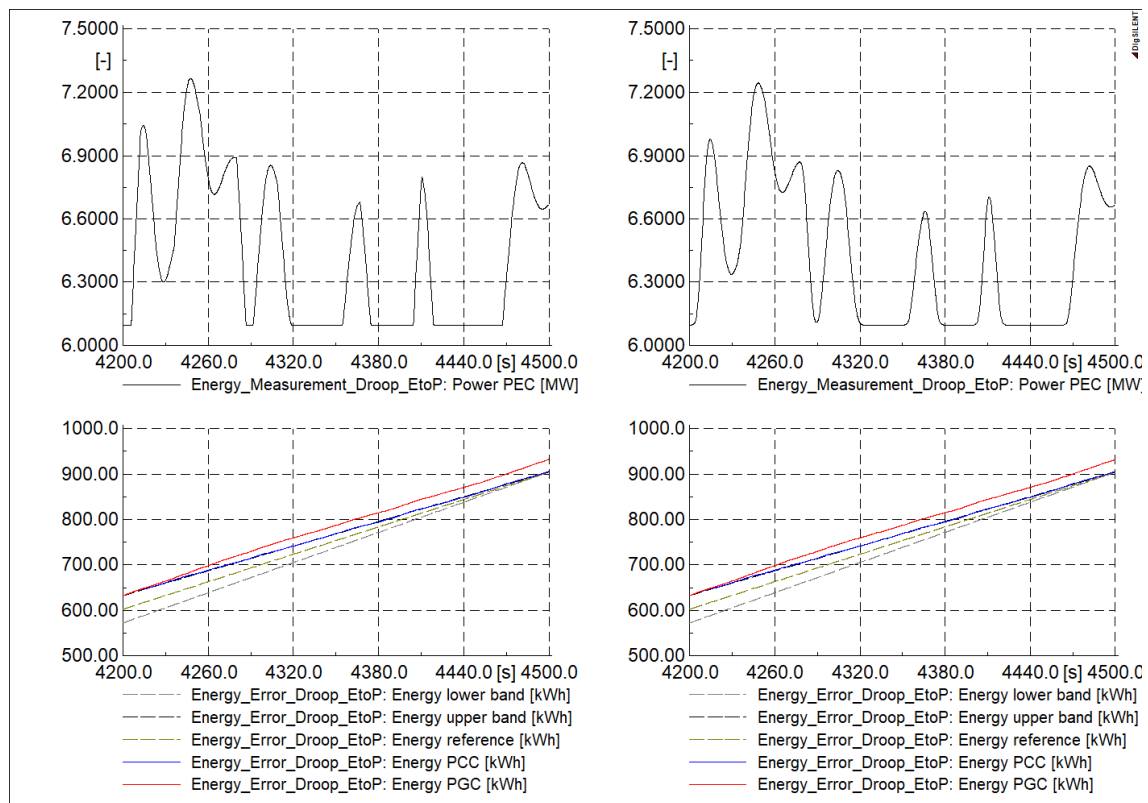 7.5000
[-]
7.2000
6.9000
6.6000
6.3000
6.0000
4200.0 4260.0 4320.0 4380.0 4440.0 [s] 4500.0
Energy_Measurement_Droop_EtoP: Power PEC [MW]
7.5000
[-]
7.2000
6.9000
6.6000
6.3000
6.0000
4200.0 4260.0 4320.0 4380.0 4440.0 [s] 4500.0
Energy_Measurement_Droop_EtoP: Power PEC [MW]
DIgSILENT
1000.0
900.00
800.00
700.00
600.00
500.00
4200.0 4260.0 4320.0 4380.0 4440.0 [s] 4500.0
Energy_Error_Droop_EtoP: Energy lower band [kWh]
Energy_Error_Droop_EtoP: Energy upper band [kWh]
Energy_Error_Droop_EtoP: Energy reference [kWh]
Energy_Error_Droop_EtoP: Energy PCC [kWh]
Energy_Error_Droop_EtoP: Energy PGC [kWh]
1000.0
900.00
800.00
700.00
600.00
500.00
4200.0 4260.0 4320.0 4380.0 4440.0 [s] 4500.0
Energy_Error_Droop_EtoP: Energy lower band [kWh]
Energy_Error_Droop_EtoP: Energy upper band [kWh]
Energy_Error_Droop_EtoP: Energy reference [kWh]
Energy_Error_Droop_EtoP: Energy PCC [kWh]
Energy_Error_Droop_EtoP: Energy PGC [kWh]